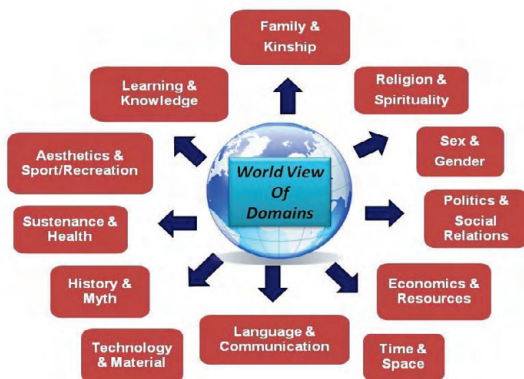 Family &
Kinship
Learning &
Knowledge
Religion &
Spirituality
Aesthetics &
Sport/Recreation
World View
Of
Domains
Sex
& Gender
Sustenance &
Health
Politics &
Social
Relations
History &
Myth
Economics &
Resources
Technology
& Material
Language &
Communication
Time &
Space